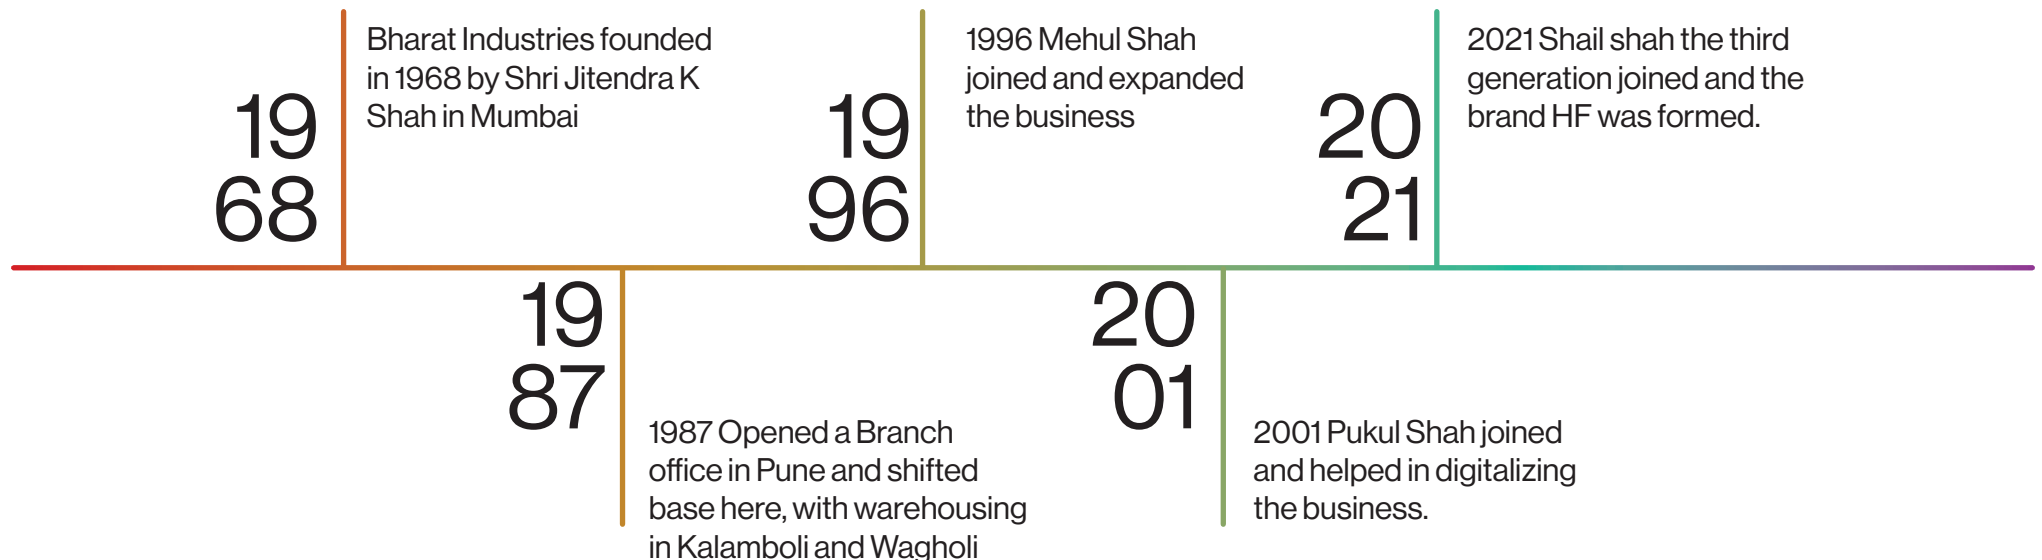 19
68
Bharat Industries founded
in 1968 by Shri Jitendra K
Shah in Mumbai
19
87
1987 Opened a Branch
office in Pune and shifted
base here, with warehousing
in Kalamboli and Wagholi
19
96
1996 Mehul Shah
joined and expanded
the business
20
01
2001 Pukul Shah joined
and helped in digitalizing
the business.
20
21
2021 Shail shah the third
generation joined and the
brand HF was formed.